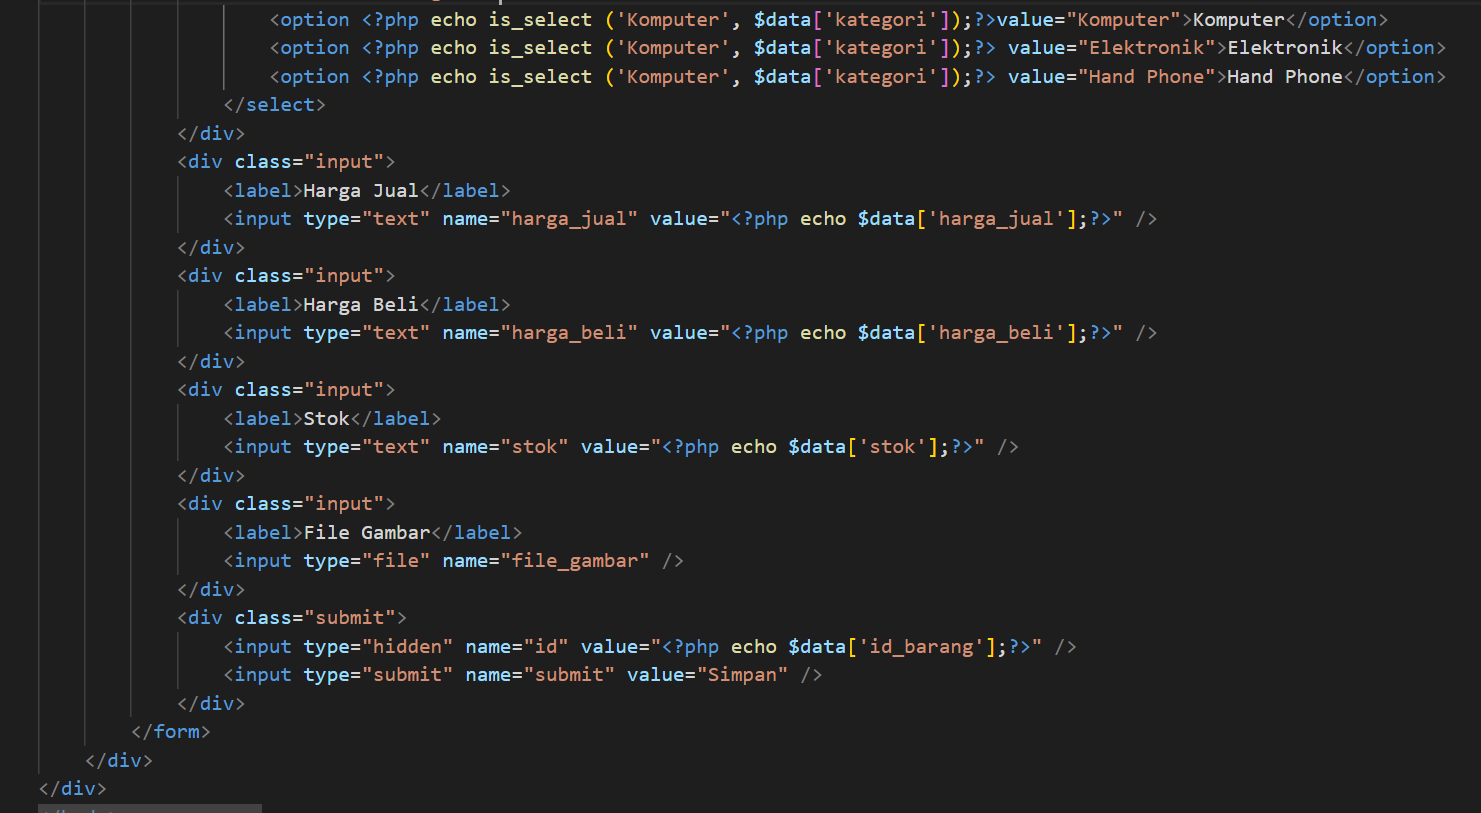 <option <?php echo is_select ('Komputer', $data['kategori']);?>value="Komputer">Komputer</option>
<option <?php echo is_select ('Komputer', $data['kategori']);?> value="Elektronik">Elektronik</option>
<option <?php echo is_select ('Komputer', $data['kategori']);?> value="Hand Phone">Hand Phone</option>
</select>
</div>
<div class="input">
<label>Harga Jual</label>
<input type="text" name="harga_jual" value="<?php echo $data['harga_jual'];?>" />
</div>
<div class="input">
<label>Harga Beli</label>
<input type="text" name="harga_beli" value="<?php echo $data['harga_beli'];?>" />
</div>
<div class="input">
<label>Stok</label>
<input type="text" name="stok" value="<?php echo $data['stok'];?>" />
</div>
<div class="input">
<label>File Gambar</label>
<input type="file" name="file_gambar" />
</div>
<div class="submit">
<input type="hidden" name="id" value="<?php echo $data['id_barang'];?>" />
<input type="submit" name="submit" value="Simpan" />
</div>
</form>
</div>
</div>